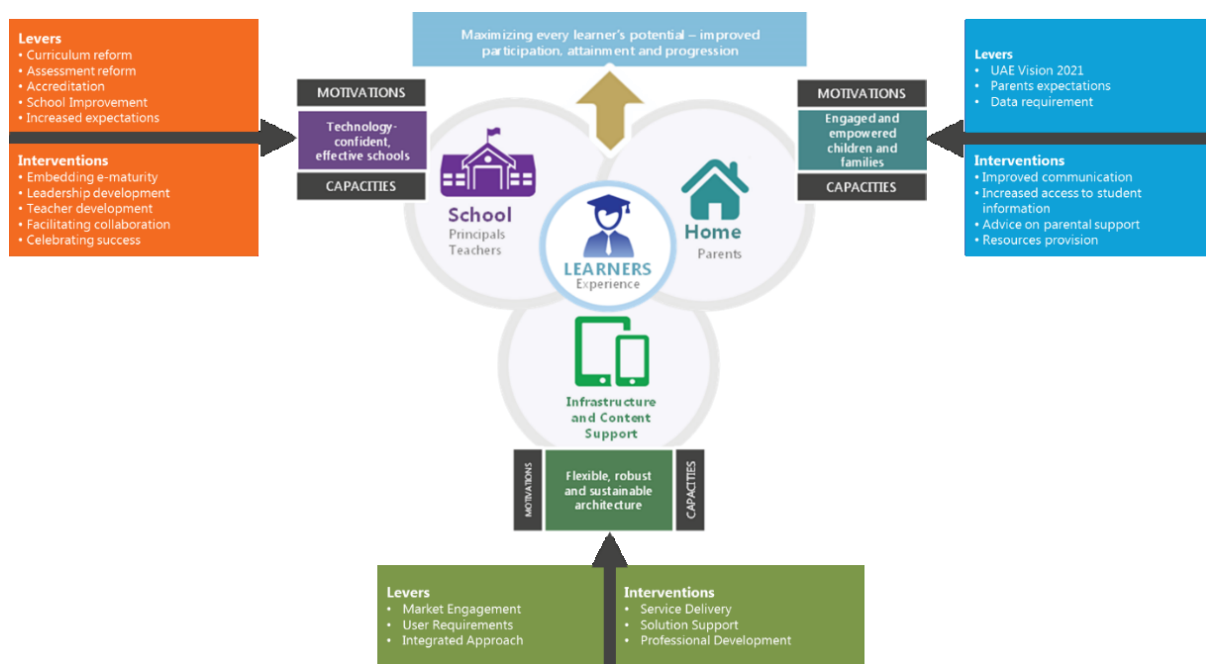 Maximizing every learner's potential – improved
participation, attainment and progression
Levers
• Curriculum reform
• Assessment reform
• Accreditation
• School Improvement
• Increased expectations
Interventions
• Embedding e-maturity
• Leadership development
• Teacher development
• Facilitating collaboration
• Celebrating success
MOTIVATIONS
Technology-
confident,
effective schools
CAPACITIES
School
Principals
Teachers
LEARNERS
Experience
Home
Parents
MOTIVATIONS
Engaged and
empowered
children and
families
CAPACITIES
Levers
• UAE Vision 2021
• Parents expectations
• Data requirement
Interventions
• Improved communication
• Increased access to student
information
• Advice on parental support
• Resources provision
Infrastructure
and Content
Support
MOTIVATIONS
Flexible, robust
and sustainable
architecture
CAPACITIES
Levers
• Market Engagement
• User Requirements
• Integrated Approach
Interventions
• Service Delivery
• Solution Support
• Professional Development